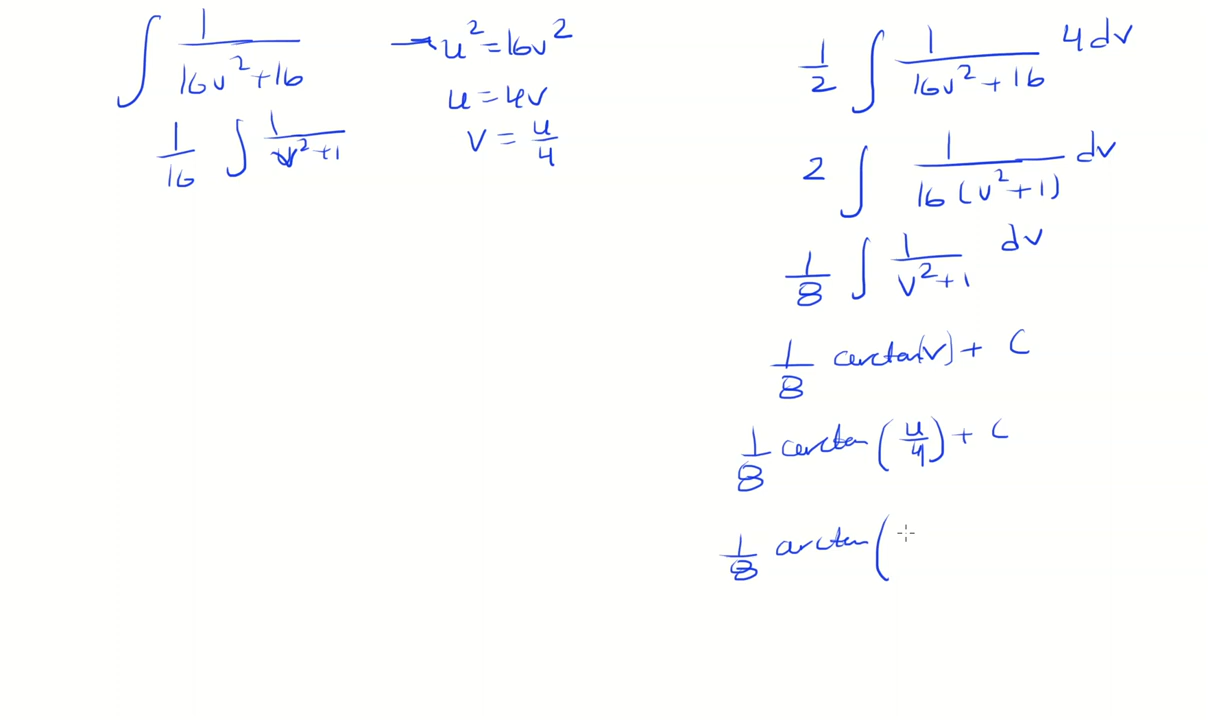 ∫ 1/(16v²+16) → u² = 16v²
u = 4v
1/16 ∫ 1/(v²+1) v = u/4
1/2 ∫ 1/(16v²+16) 4dv
2 ∫ 1/(16(v²+1)) dv
1/8 ∫ 1/(v²+1) dv
1/8 arctan(v) + C
1/8 arctan(u/4) + C
1/8 arctan(